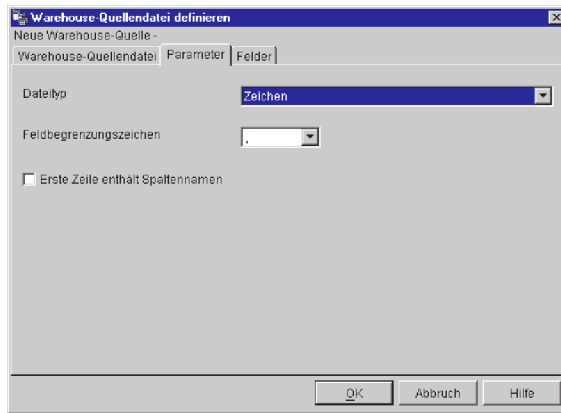 Warehouse-Quellendatei definieren
Neue Warehouse-Quelle -
Warehouse-Quellendatei Parameter Felder
Dateityp Zeichen
Feldbegrenzungszeichen ,
Erste Zeile enthält Spaltennamen
OK Abbruch Hilfe